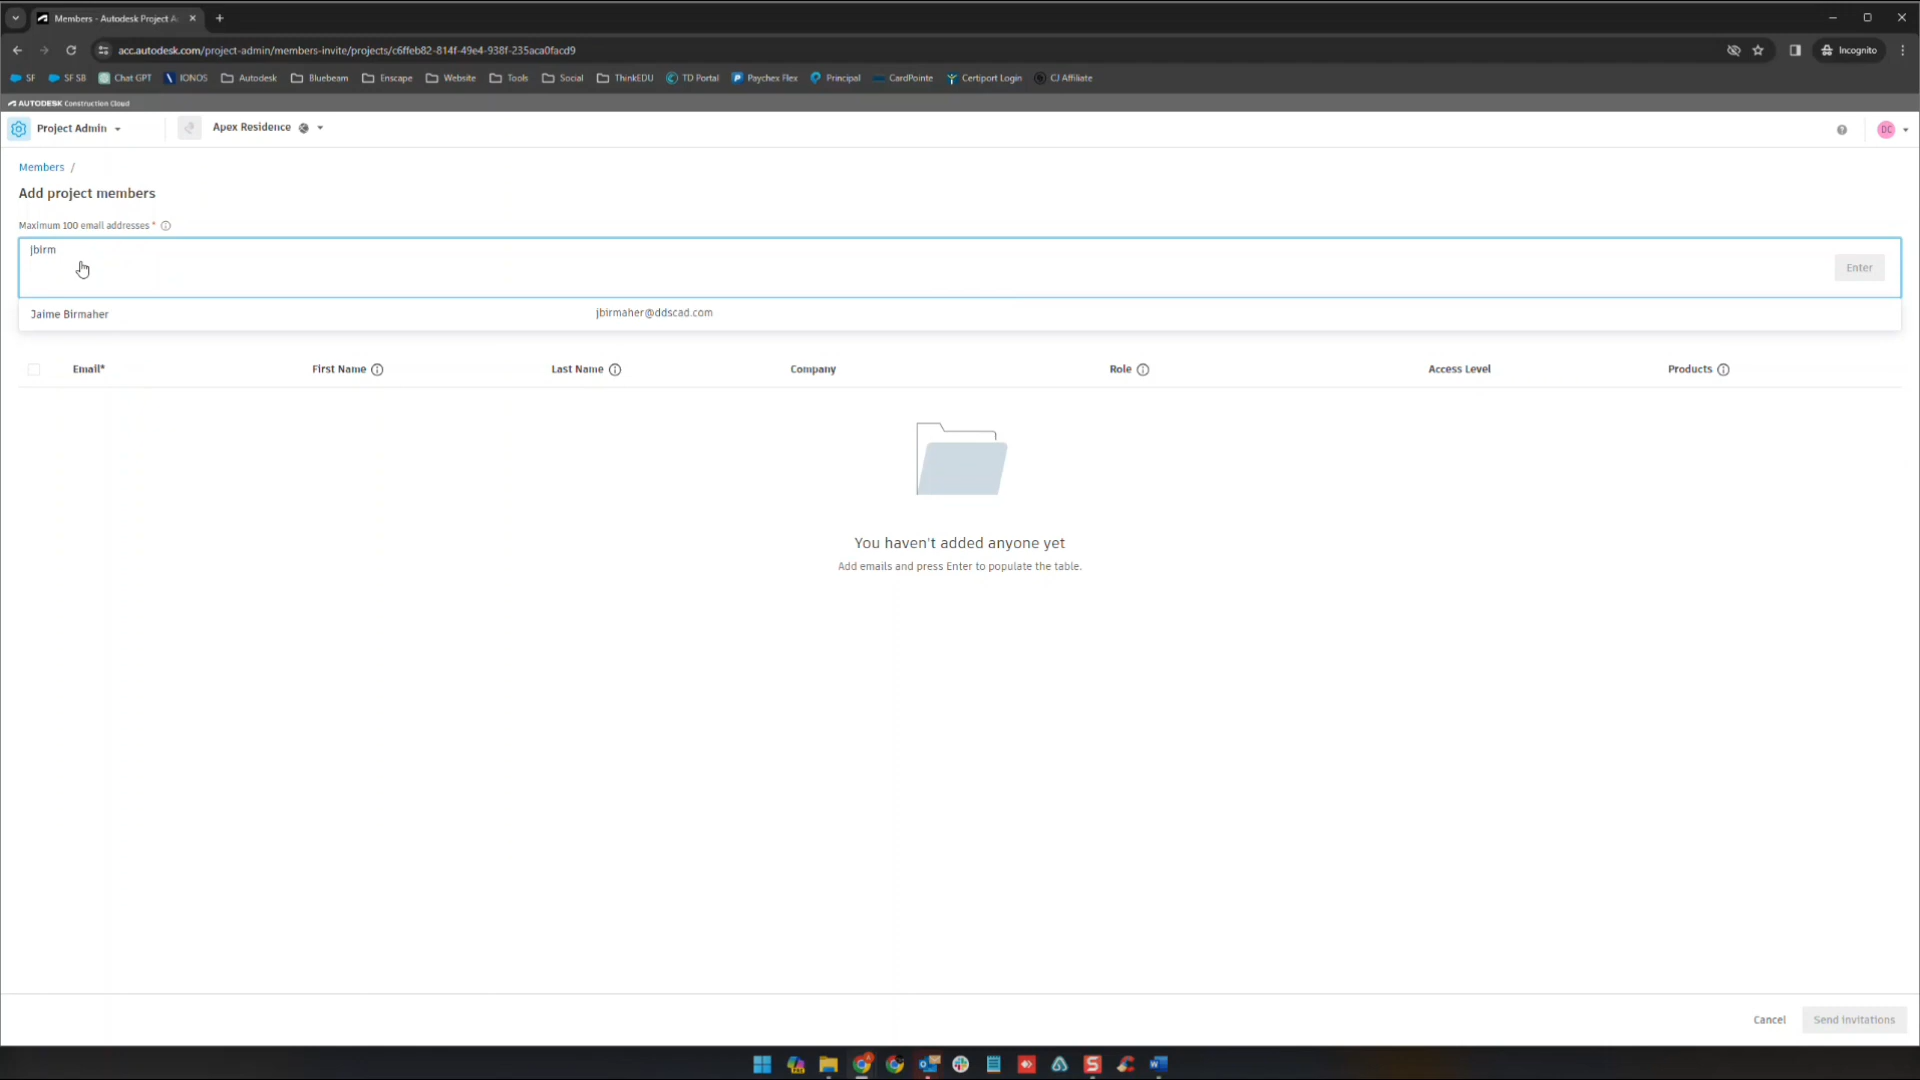 Members - Autodesk Project A
acc.autodesk.com/project-admin/members-invite/projects/c6ffeb82-814f-49e4-938f-235aca0facd9
Incognito
SF SF SB Chat GPT IONOS Autodesk Bluebeam Enscape Website Tools Social ThinkEDU TD Portal Paychex Flex Principal CardPointe Certiport Login CJ Affiliate
AUTODESK Construction Cloud
Project Admin Apex Residence DC
Members /
Add project members
Maximum 100 email addresses *
jbirm
Enter
Jaime Birmaher jbirmaher@ddscad.com
Email* First Name Last Name Company Role Access Level Products
You haven't added anyone yet
Add emails and press Enter to populate the table.
Cancel Send invitations